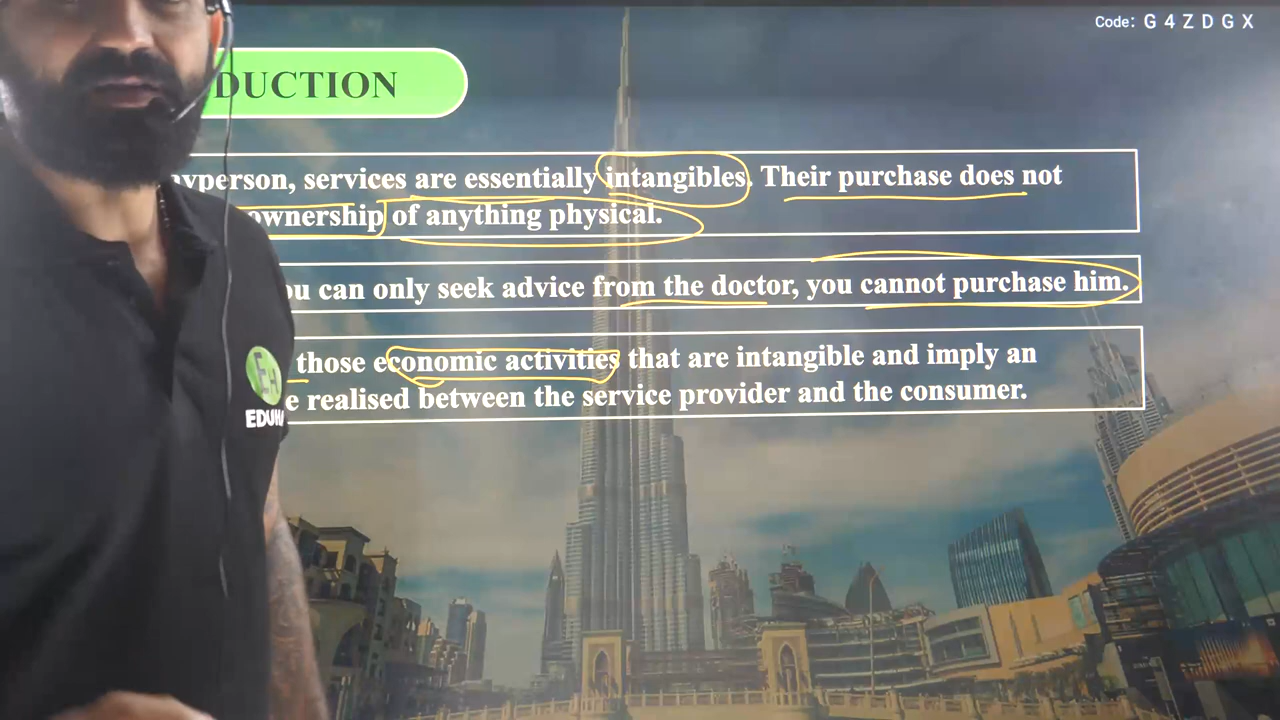 Code: G 4 Z D G X
DUCTION
person, services are essentially intangibles. Their purchase does not
ownership of anything physical.
can only seek advice from the doctor, you cannot purchase him.
those economic activities that are intangible and imply an
realised between the service provider and the consumer.
EH
EDU